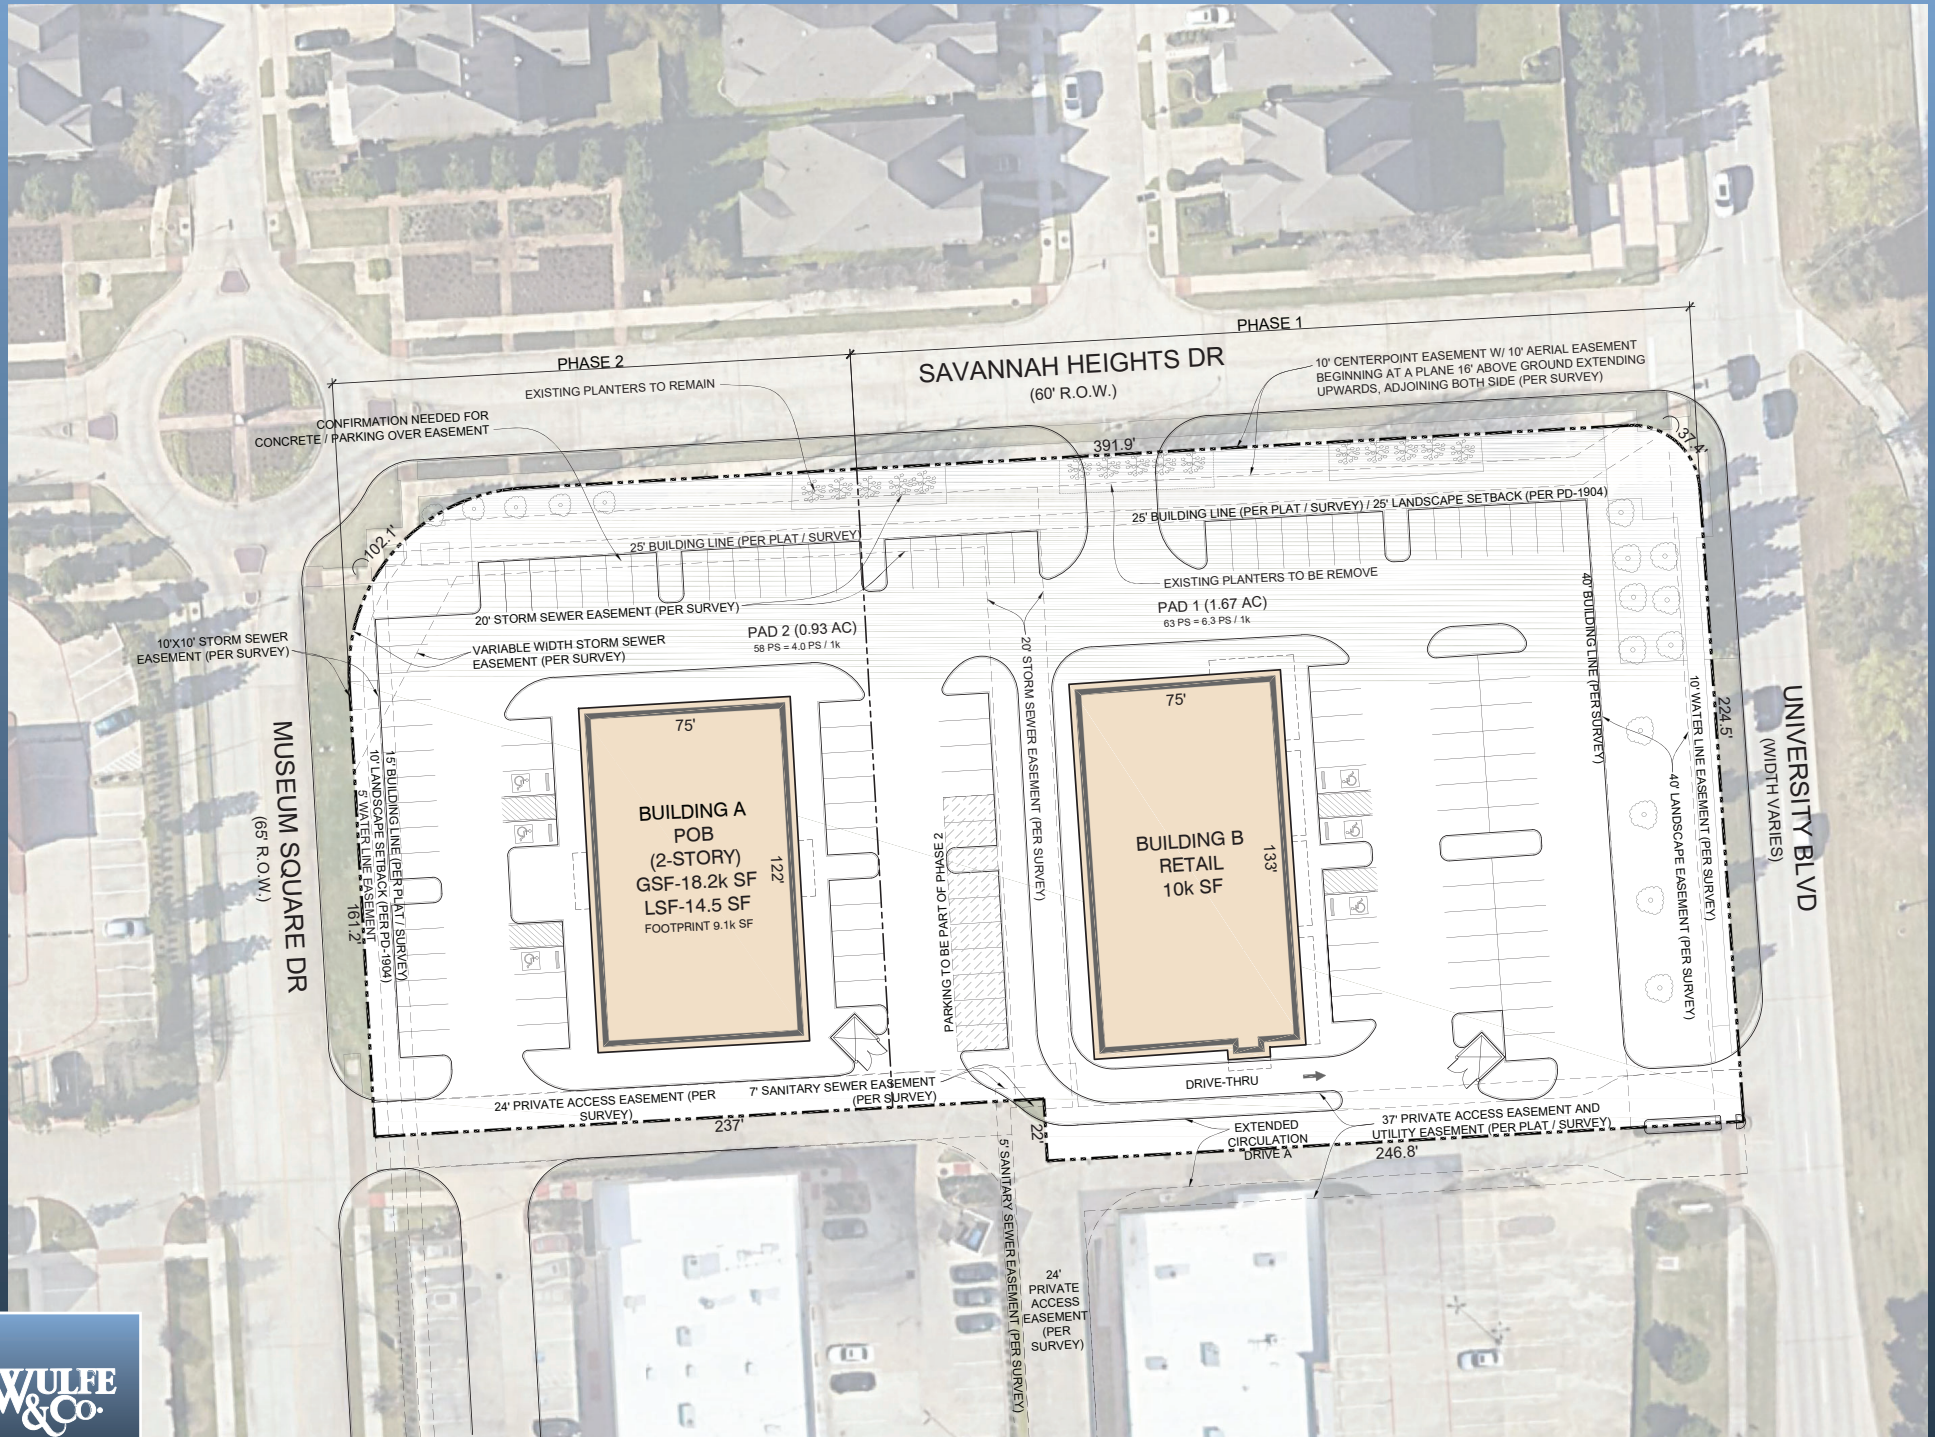 PHASE 1
PHASE 2
SAVANNAH HEIGHTS DR
(60' R.O.W.)
10' CENTERPOINT EASEMENT W/ 10' AERIAL EASEMENT
BEGINNING AT A PLANE 16' ABOVE GROUND EXTENDING
UPWARDS, ADJOINING BOTH SIDE (PER SURVEY)
EXISTING PLANTERS TO REMAIN
CONFIRMATION NEEDED FOR
CONCRETE / PARKING OVER EASEMENT
391.9'
37.4'
102.1'
25' BUILDING LINE (PER PLAT / SURVEY) / 25' LANDSCAPE SETBACK (PER PD-1904)
25' BUILDING LINE (PER PLAT / SURVEY)
EXISTING PLANTERS TO BE REMOVE
20' STORM SEWER EASEMENT (PER SURVEY)
PAD 1 (1.67 AC)
63 PS = 6.3 PS / 1k
PAD 2 (0.93 AC)
58 PS = 4.0 PS / 1k
10'X10' STORM SEWER
EASEMENT (PER SURVEY)
VARIABLE WIDTH STORM SEWER
EASEMENT (PER SURVEY)
20' STORM SEWER EASEMENT (PER SURVEY)
40' BUILDING LINE (PER SURVEY)
10' WATER LINE EASEMENT (PER SURVEY)
40' LANDSCAPE EASEMENT (PER SURVEY)
224.5'
UNIVERSITY BLVD
(WIDTH VARIES)
MUSEUM SQUARE DR
(65' R.O.W.)
161.2'
15' BUILDING LINE (PER PLAT / SURVEY)
10' LANDSCAPE SETBACK (PER PD-1904)
5' WATER LINE EASEMENT
75'
BUILDING A
POB
(2-STORY)
GSF-18.2k SF
LSF-14.5 SF
FOOTPRINT 9.1k SF
122'
PARKING TO BE PART OF PHASE 2
75'
BUILDING B
RETAIL
10k SF
133'
DRIVE-THRU
7' SANITARY SEWER EASEMENT
(PER SURVEY)
24' PRIVATE ACCESS EASEMENT (PER
SURVEY)
237'
22'
EXTENDED
CIRCULATION
DRIVE A
37' PRIVATE ACCESS EASEMENT AND
UTILITY EASEMENT (PER PLAT / SURVEY)
246.8'
5' SANITARY SEWER EASEMENT (PER SURVEY)
24'
PRIVATE
ACCESS
EASEMENT
(PER
SURVEY)
WULFE
&CO.